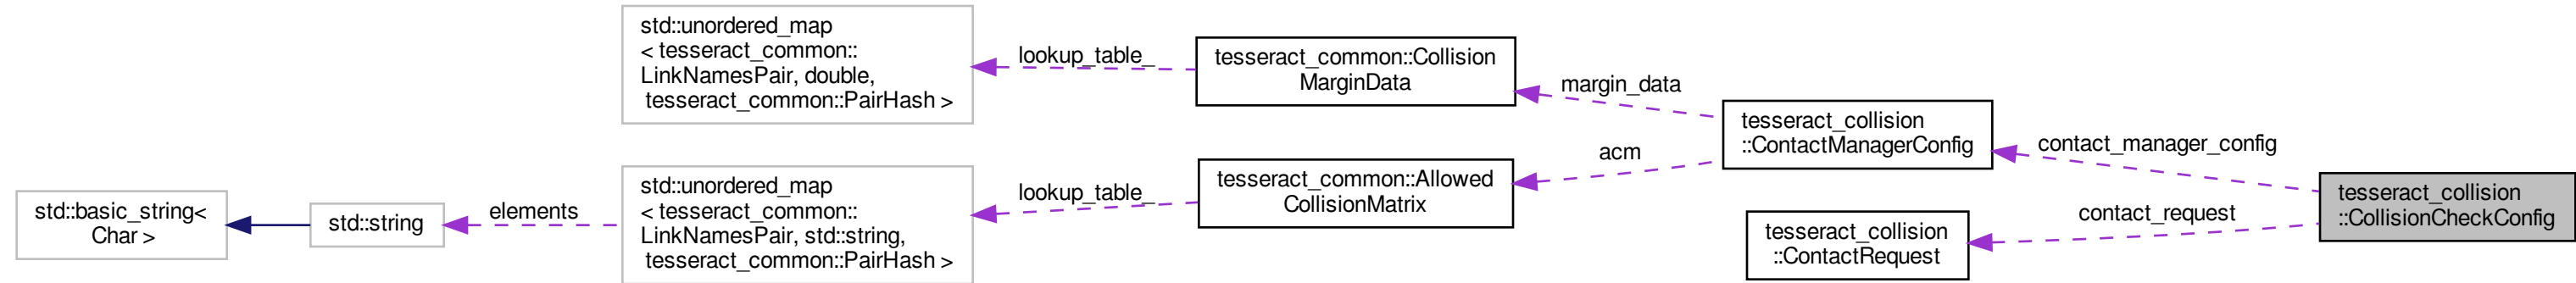 std::unordered_map
< tesseract_common::
LinkNamesPair, double,
tesseract_common::PairHash >
lookup_table_
tesseract_common::Collision
MarginData
margin_data
tesseract_collision
::ContactManagerConfig
contact_manager_config
std::basic_string<
Char >
std::string
elements
std::unordered_map
< tesseract_common::
LinkNamesPair, std::string,
tesseract_common::PairHash >
lookup_table_
tesseract_common::Allowed
CollisionMatrix
acm
tesseract_collision
::ContactRequest
contact_request
tesseract_collision
::CollisionCheckConfig